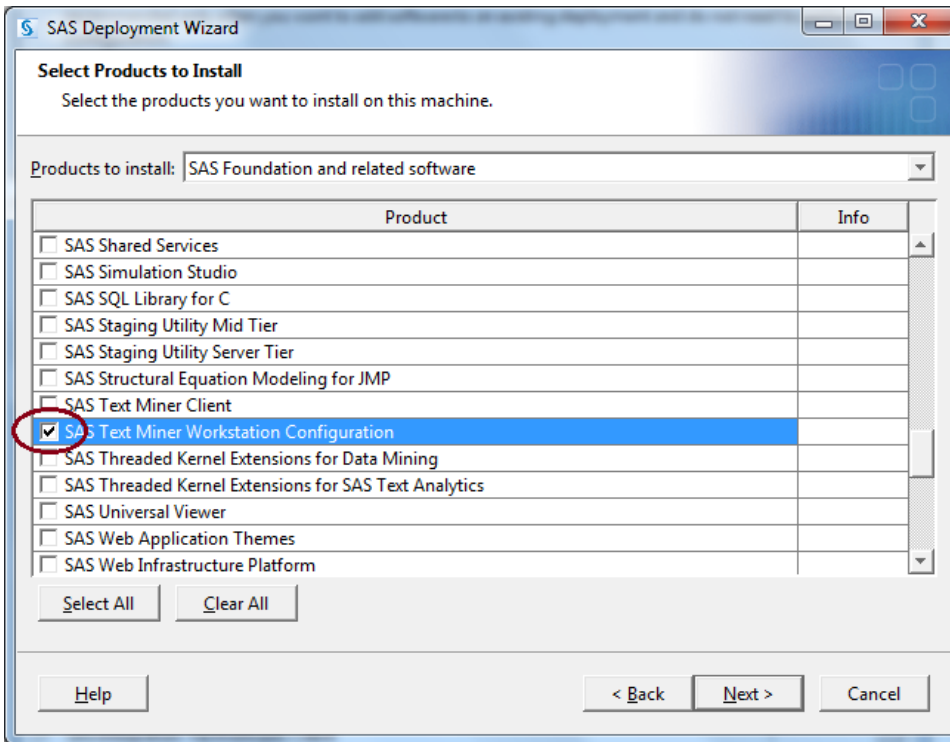 SAS Deployment Wizard
Select Products to Install
Select the products you want to install on this machine.
Products to install: SAS Foundation and related software
Product Info
SAS Shared Services
SAS Simulation Studio
SAS SQL Library for C
SAS Staging Utility Mid Tier
SAS Staging Utility Server Tier
SAS Structural Equation Modeling for JMP
SAS Text Miner Client
SAS Text Miner Workstation Configuration
SAS Threaded Kernel Extensions for Data Mining
SAS Threaded Kernel Extensions for SAS Text Analytics
SAS Universal Viewer
SAS Web Application Themes
SAS Web Infrastructure Platform
Select All Clear All
Help < Back Next > Cancel